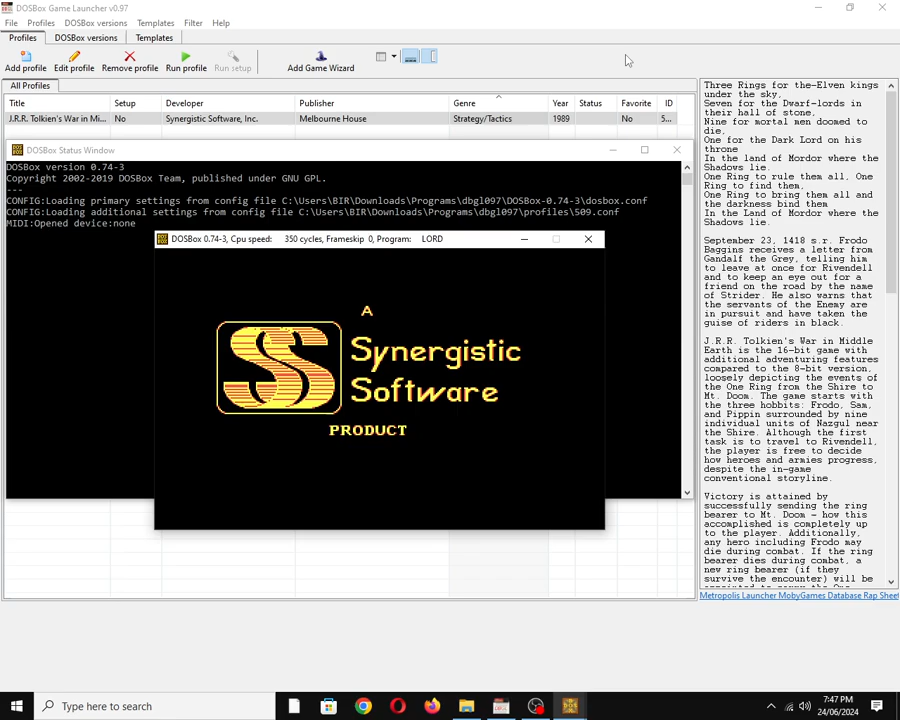 DOSBox Game Launcher v0.97
File Profiles DOSBox versions Templates Filter Help
Profiles DOSBox versions Templates
Add profile Edit profile Remove profile Run profile Run setup Add Game Wizard
All Profiles
Title Setup Developer Publisher Genre Year Status Favorite ID
J.R.R. Tolkien's War in Mi... No Synergistic Software, Inc. Melbourne House Strategy/Tactics 1989 No 5...
DOSBox Status Window
DOSBox version 0.74-3
Copyright 2002-2019 DOSBox Team, published under GNU GPL.
---
CONFIG:Loading primary settings from config file C:\Users\BIR\Downloads\Programs\dbgl097\DOSBox-0.74-3\dosbox.conf
CONFIG:Loading additional settings from config file C:\Users\BIR\Downloads\Programs\dbgl097\profiles\509.conf
MIDI:Opened device:none
DOSBox 0.74-3, Cpu speed: 350 cycles, Frameskip 0, Program: LORD
A
SS Synergistic
Software
PRODUCT
Three Rings for the-Elven kings
under the sky,
Seven for the Dwarf-lords in
their hall of stone,
Nine for mortal men doomed to
die,
One for the Dark Lord on his
throne
In the land of Mordor where the
Shadows lie.
One Ring to rule them all, One
Ring to find them,
One Ring to bring them all and
the darkness bind them
In the Land of Mordor where the
Shadows lie.
September 23, 1418 s.r. Frodo
Baggins receives a letter from
Gandalf the Grey, telling him
to leave at once for Rivendell
and to keep an eye out for a
friend on the road by the name
of Strider. He also warns that
the servants of the Enemy are
in pursuit and have taken the
guise of riders in black.
J.R.R. Tolkien's War in Middle
Earth is the 16-bit game with
additional adventuring features
compared to the 8-bit version,
loosely depicting the events of
the One Ring from the Shire to
Mt. Doom. The game starts with
the three hobbits: Frodo, Sam,
and Pippin surrounded by nine
individual units of Nazgul near
the Shire. Although the first
task is to travel to Rivendell,
the player is free to decide
how heroes and armies progress,
despite the in-game
conventional storyline.
Victory is attained by
successfully sending the ring
bearer to Mt. Doom - how this
accomplished is completely up
to the player. Additionally,
any hero including Frodo may
die during combat. If the ring
bearer dies during combat, a
new ring bearer (if they
survive the encounter) will be
Metropolis Launcher MobyGames Database Rap Sheet
Type here to search
7:47 PM
24/06/2024